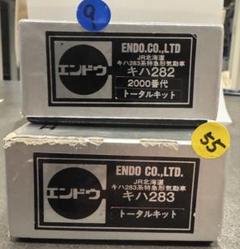 9
エンドウ
ENDO.CO.,LTD
JR北海道
キハ283系特急形気動車
キハ282
2000番代
トータルキット
55
エンドウ
ENDO CO.,LTD.
JR北海道
キハ283系特急形気動車
キハ283
トータルキット